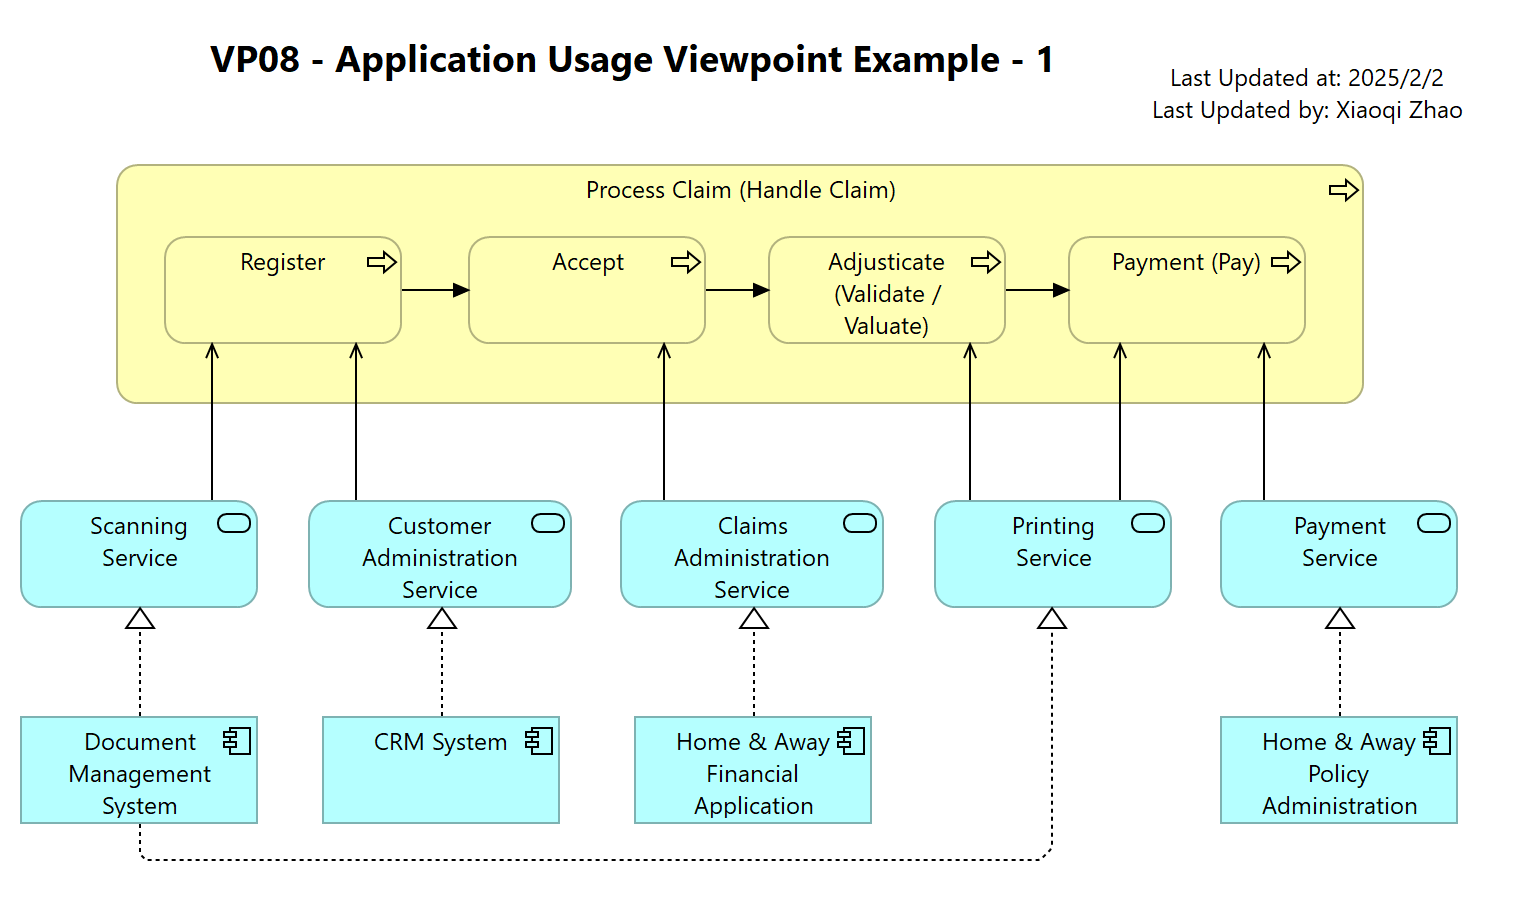 VP08 - Application Usage Viewpoint Example - 1
Last Updated at: 2025/2/2
Last Updated by: Xiaoqi Zhao
Process Claim (Handle Claim)
Register
Accept
Adjusticate
(Validate /
Valuate)
Payment (Pay)
Scanning
Service
Customer
Administration
Service
Claims
Administration
Service
Printing
Service
Payment
Service
Document
Management
System
CRM System
Home & Away
Financial
Application
Home & Away
Policy
Administration